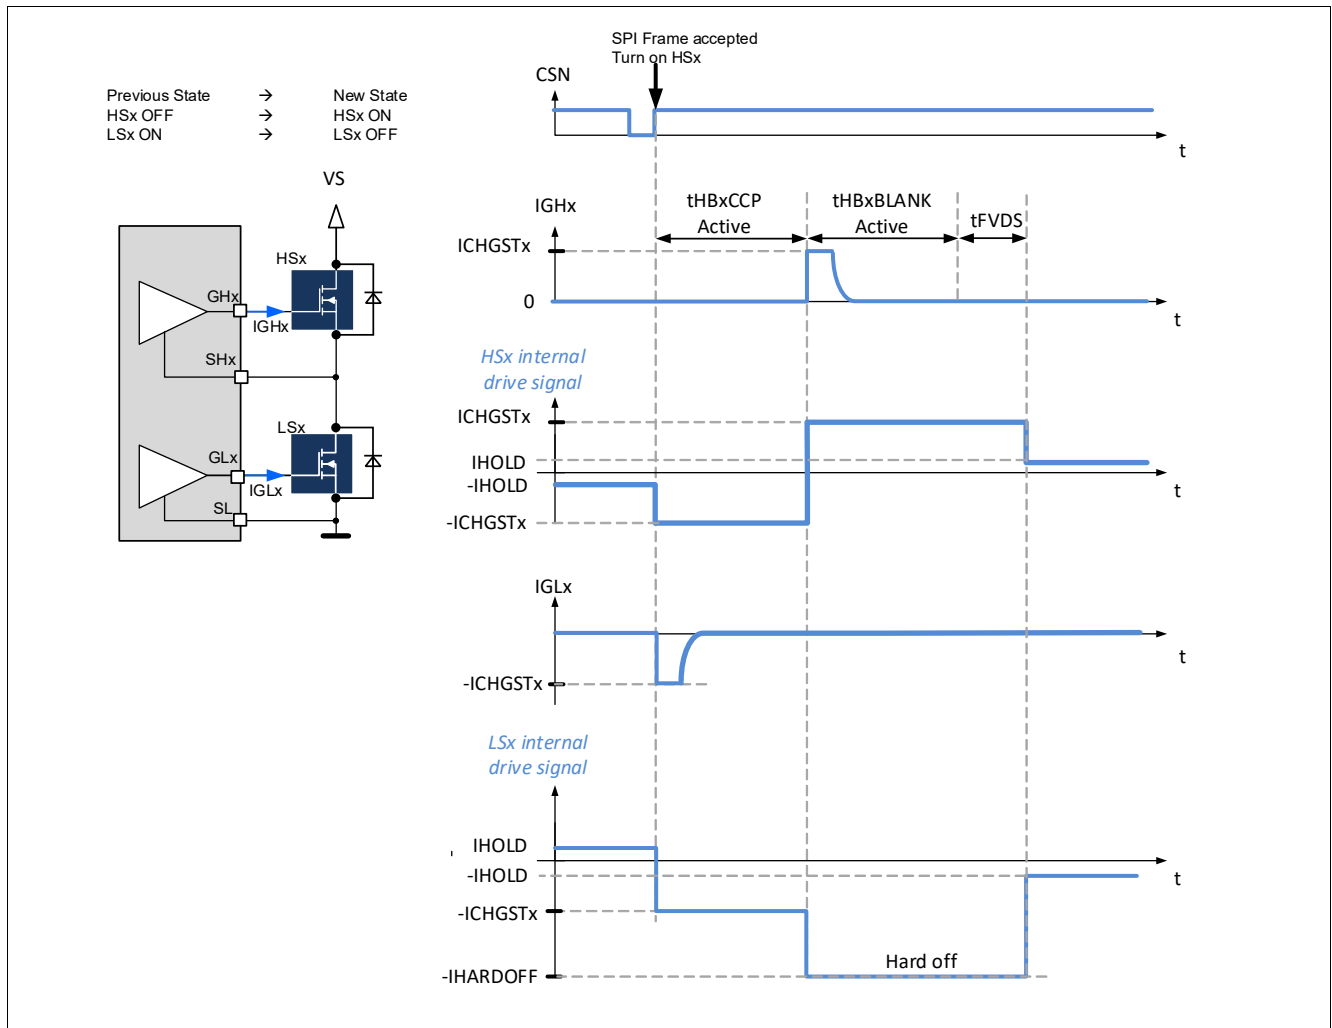 SPI Frame accepted
Turn on HSx
CSN
t
Previous State → New State
HSx OFF → HSx ON
LSx ON → LSx OFF
VS
HSx
GHx
IGHx
SHx
LSx
GLx
IGLx
SL
IGHx
tHBxCCP
Active
tHBxBLANK
Active
tFVDS
ICHGSTx
0
t
HSx internal
drive signal
ICHGSTx
IHOLD
-IHOLD
-ICHGSTx
t
IGLx
-ICHGSTx
t
LSx internal
drive signal
IHOLD
-
-IHOLD
-ICHGSTx
-IHARDOFF
Hard off
t